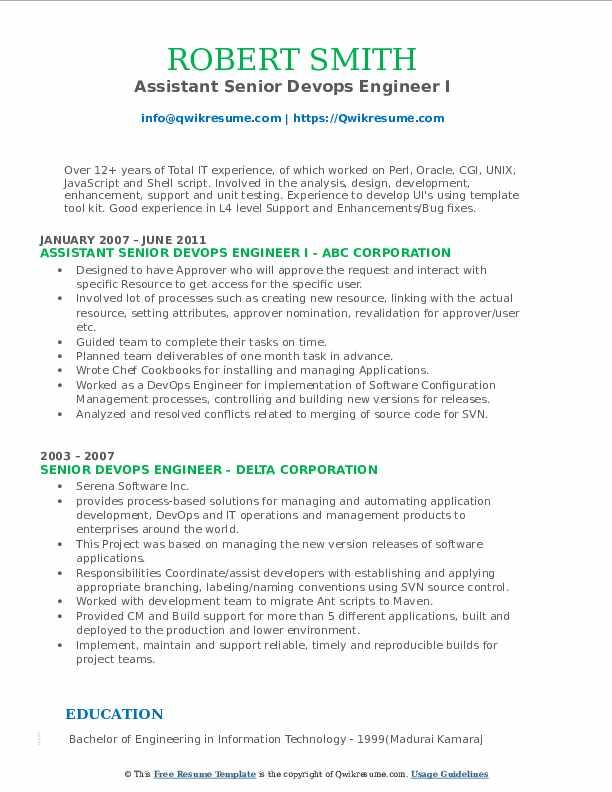 ROBERT SMITH
Assistant Senior Devops Engineer I
info@qwikresume.com | https://Qwikresume.com
Over 12+ years of Total IT experience, of which worked on Perl, Oracle, CGI, UNIX,
JavaScript and Shell script. Involved in the analysis, design, development,
enhancement, support and unit testing. Experience to develop UI's using template
tool kit. Good experience in L4 level Support and Enhancements/Bug fixes.
JANUARY 2007 – JUNE 2011
ASSISTANT SENIOR DEVOPS ENGINEER I - ABC CORPORATION
• Designed to have Approver who will approve the request and interact with
specific Resource to get access for the specific user.
• Involved lot of processes such as creating new resource, linking with the actual
resource, setting attributes, approver nomination, revalidation for approver/user
etc.
• Guided team to complete their tasks on time.
• Planned team deliverables of one month task in advance.
• Wrote Chef Cookbooks for installing and managing Applications.
• Worked as a DevOps Engineer for implementation of Software Configuration
Management processes, controlling and building new versions for releases.
• Analyzed and resolved conflicts related to merging of source code for SVN.
2003 – 2007
SENIOR DEVOPS ENGINEER - DELTA CORPORATION
• Serena Software Inc.
• provides process-based solutions for managing and automating application
development, DevOps and IT operations and management products to
enterprises around the world.
• This Project was based on managing the new version releases of software
applications.
• Responsibilities Coordinate/assist developers with establishing and applying
appropriate branching, labeling/naming conventions using SVN source control.
• Worked with development team to migrate Ant scripts to Maven.
• Provided CM and Build support for more than 5 different applications, built and
deployed to the production and lower environment.
• Implement, maintain and support reliable, timely and reproducible builds for
project teams.
EDUCATION
Bachelor of Engineering in Information Technology - 1999(Madurai Kamaraj
© This Free Resume Template is the copyright of Qwikresume.com. Usage Guidelines